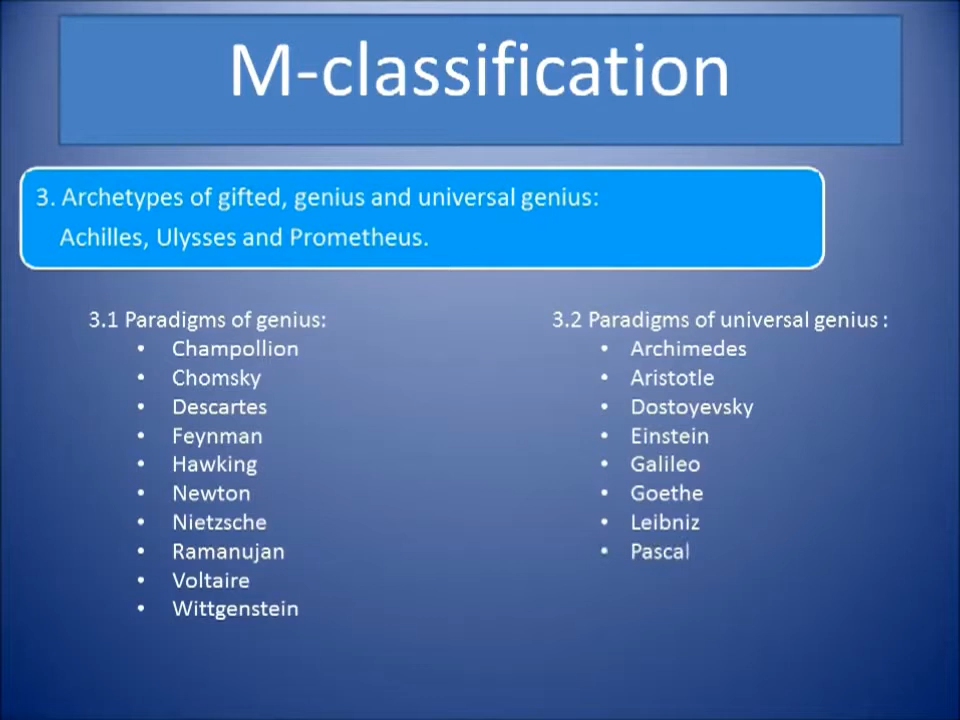 M-classification
3. Archetypes of gifted, genius and universal genius:
Achilles, Ulysses and Prometheus.
3.1 Paradigms of genius:
• Champollion
• Chomsky
• Descartes
• Feynman
• Hawking
• Newton
• Nietzsche
• Ramanujan
• Voltaire
• Wittgenstein
3.2 Paradigms of universal genius :
• Archimedes
• Aristotle
• Dostoyevsky
• Einstein
• Galileo
• Goethe
• Leibniz
• Pascal